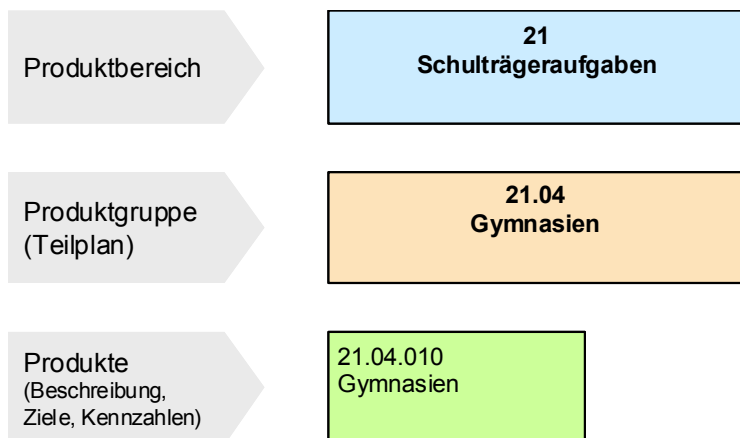 Produktbereich
21
Schulträgeraufgaben
Produktgruppe
(Teilplan)
21.04
Gymnasien
Produkte
(Beschreibung,
Ziele, Kennzahlen)
21.04.010
Gymnasien